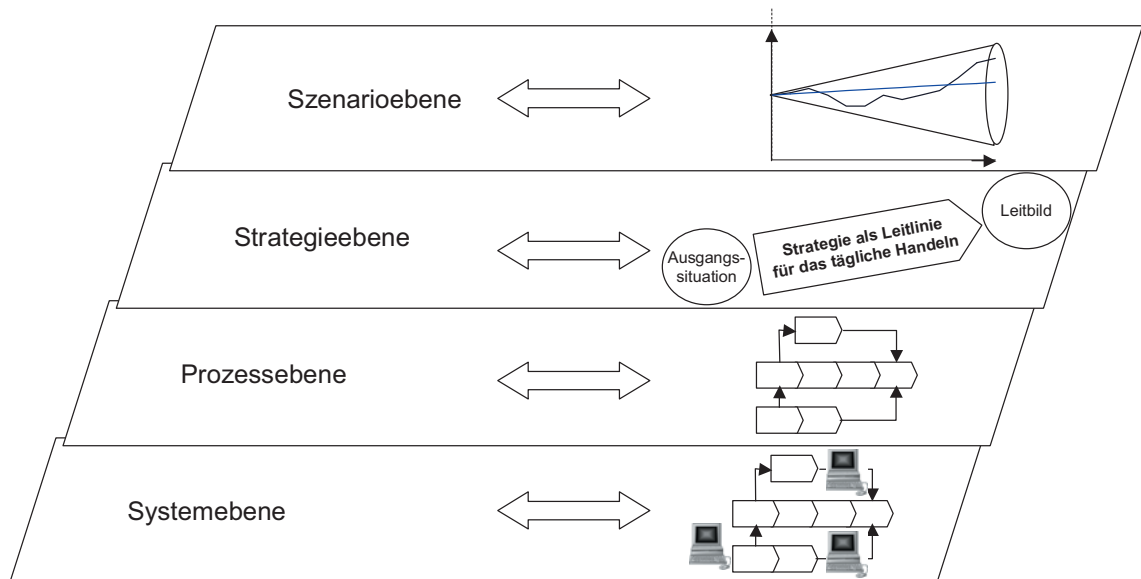 Szenarioebene
Strategieebene
Ausgangs-
situation
Strategie als Leitlinie
für das tägliche Handeln
Leitbild
Prozessebene
Systemebene